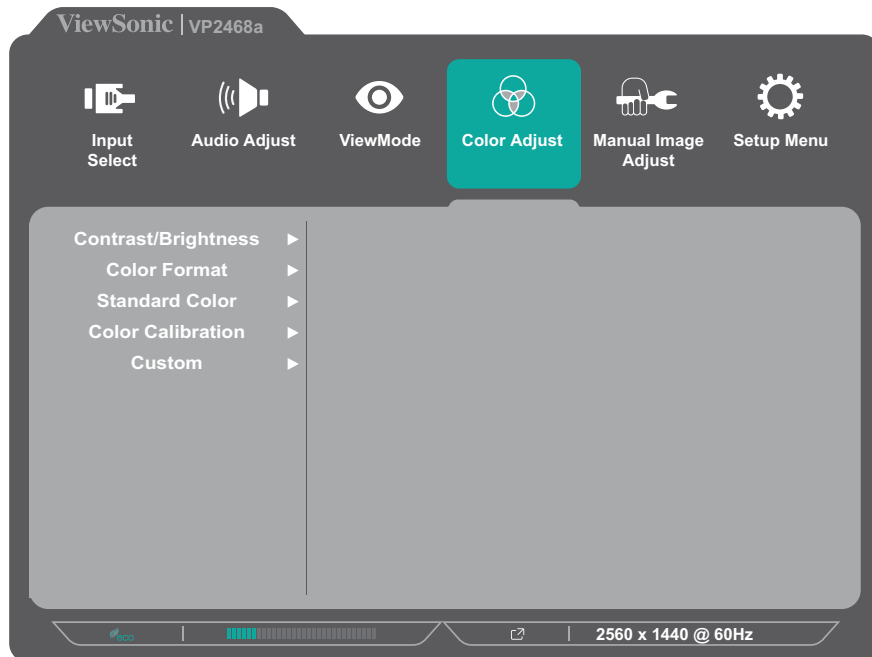 ViewSonic | VP2468a
Input
Select
Audio Adjust
ViewMode
Color Adjust
Manual Image
Adjust
Setup Menu
Contrast/Brightness
Color Format
Standard Color
Color Calibration
Custom
eco
2560 x 1440 @ 60Hz